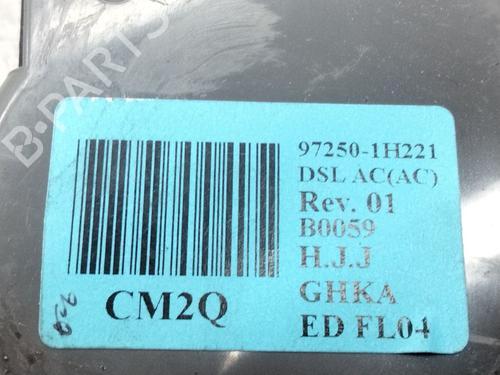 B-PARTS
97250-1H221
DSL AC(AC)
Rev. 01
B0059
H.J.J
GHKA
ED FL04
CM2Q